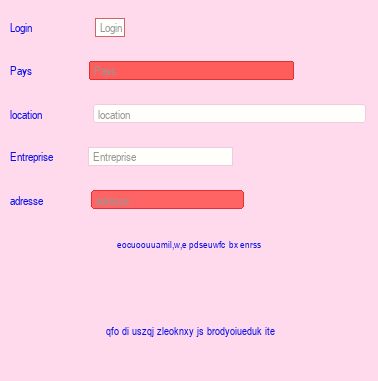 Login Login
Pays Pays
location location
Entreprise Entreprise
adresse adresse
eocuoouuamil,w,e pdseuwfc bx enrss
qfo di uszqj zleoknxy js brodyoiueduk ite